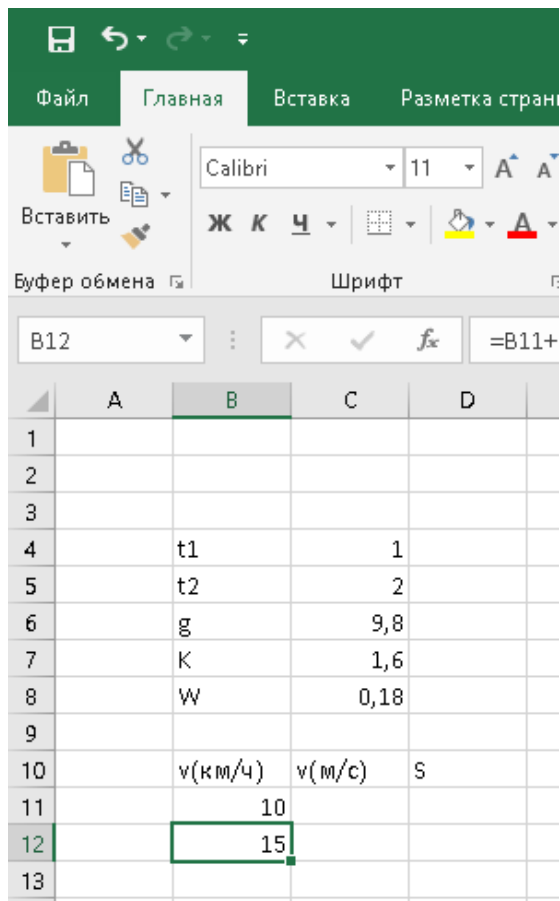 Файл Главная Вставка Разметка стран
Вставить
Calibri 11 A A
Ж К Ч А
Буфер обмена Шрифт
B12 fx =B11+
A B C D
1
2
3
4 t1 1
5 t2 2
6 g 9,8
7 K 1,6
8 W 0,18
9
10 v(км/ч) v(м/с) S
11 10
12 15
13